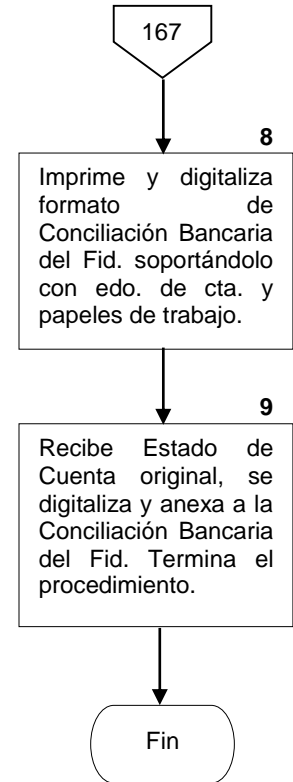 167
8
Imprime y digitaliza
formato de
Conciliación Bancaria
del Fid. soportándolo
con edo. de cta. y
papeles de trabajo.
9
Recibe Estado de
Cuenta original, se
digitaliza y anexa a la
Conciliación Bancaria
del Fid. Termina el
procedimiento.
Fin